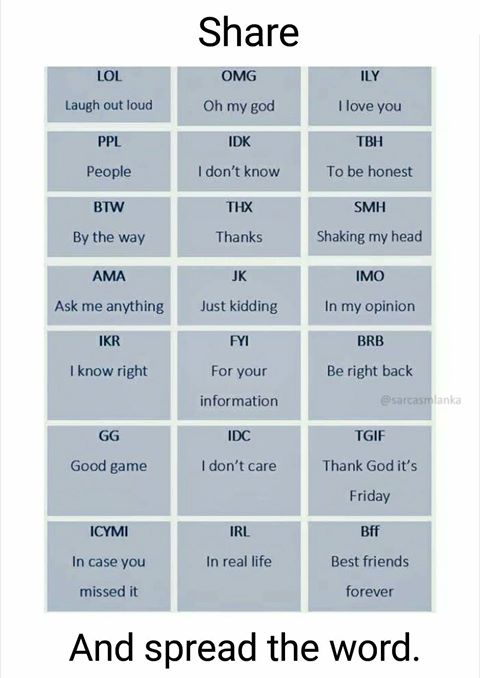 Share
LOL
Laugh out loud
OMG
Oh my god
ILY
I love you
PPL
People
IDK
I don't know
TBH
To be honest
BTW
By the way
THX
Thanks
SMH
Shaking my head
AMA
Ask me anything
JK
Just kidding
IMO
In my opinion
IKR
I know right
FYI
For your
information
BRB
Be right back
@sarcasmlanka
GG
Good game
IDC
I don't care
TGIF
Thank God it's
Friday
ICYMI
In case you
missed it
IRL
In real life
Bff
Best friends
forever
And spread the word.